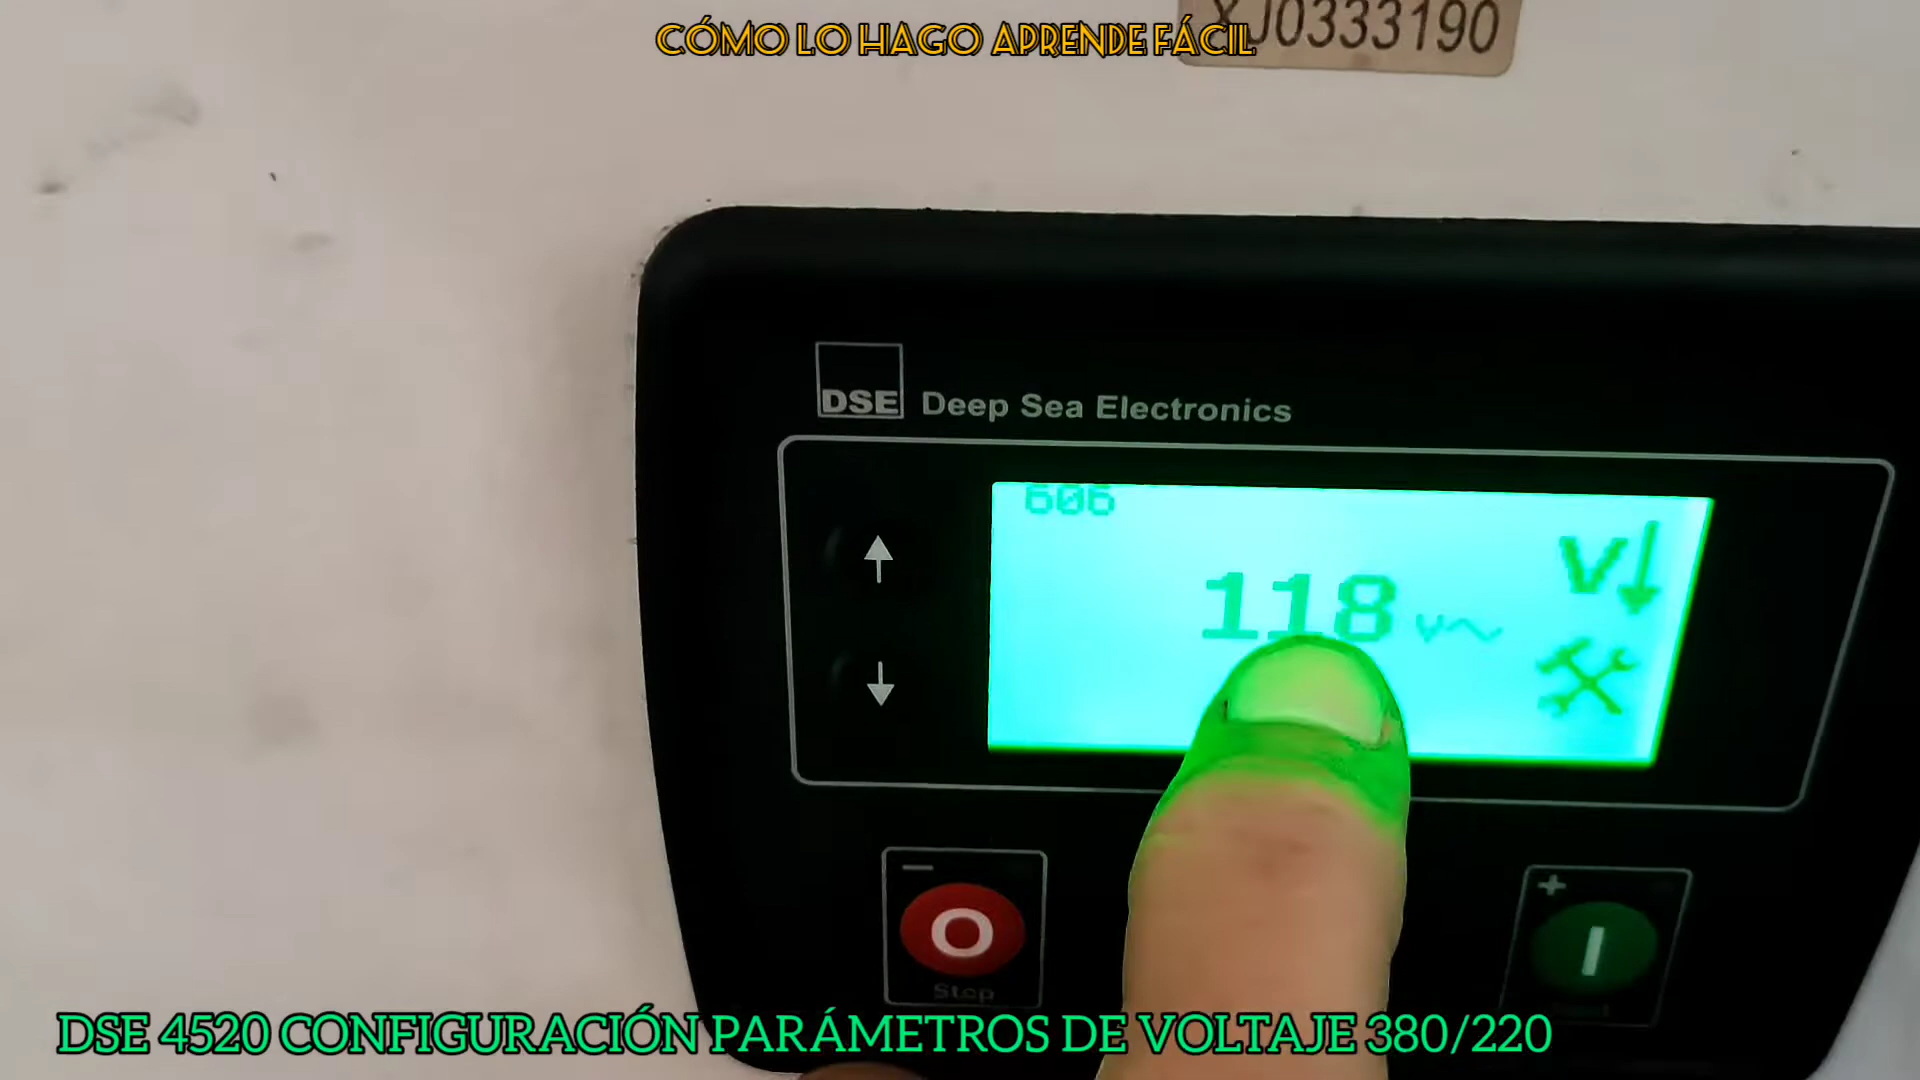 CÓMO LO HAGO APRENDE FÁCIL
XJ0333190
DSE Deep Sea Electronics
606
118 V~
V
Stop
DSE 4520 CONFIGURACIÓN PARÁMETROS DE VOLTAJE 380/220